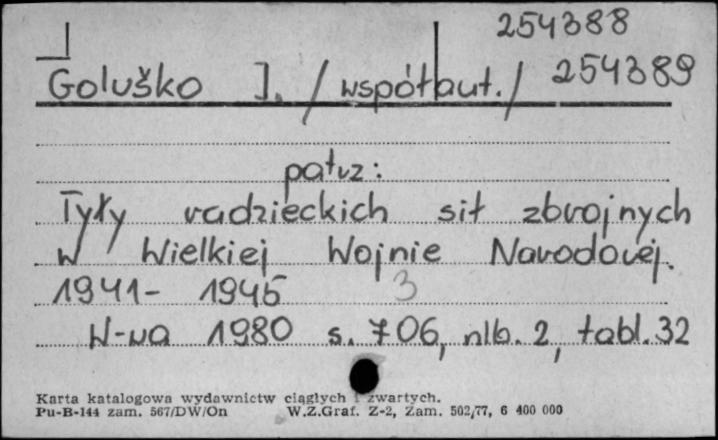 254388
Goluško I. /współaut./ 254389
patrz:
Tyły radzieckich sił zbrojnych
w Wielkiej Wojnie Narodowej.
1941- 1945 3
W-wa 1980 s. 706, nlb. 2, tabl. 32
Karta katalogowa wydawnictw ciągłych i zwartych.
Pu-B-144 zam. 567/DW/On W.Z.Graf. Z-2, Zam. 502/77, 6 400 000